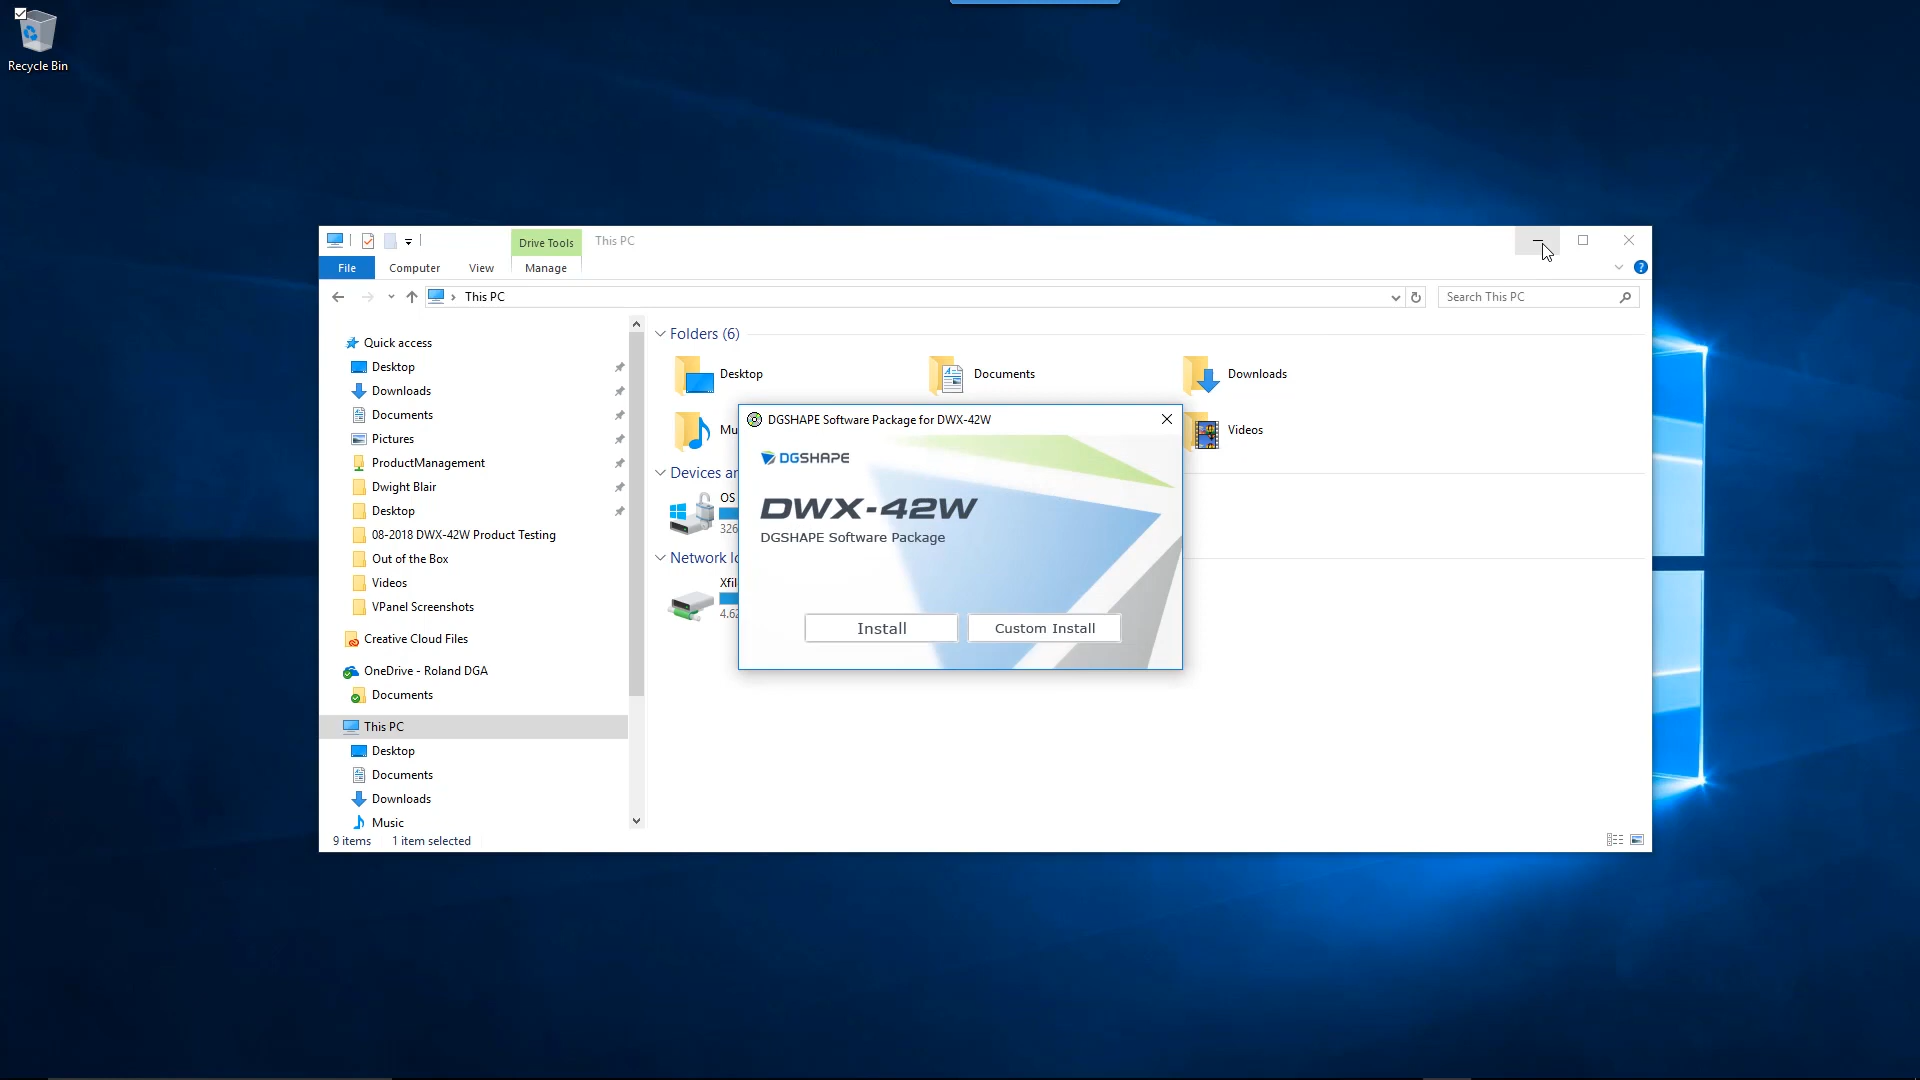 Recycle Bin
Drive Tools
This PC
File
Computer
View
Manage
This PC
Search This PC
Quick access
Desktop
Downloads
Documents
Pictures
ProductManagement
Dwight Blair
Desktop
08-2018 DWX-42W Product Testing
Out of the Box
Videos
VPanel Screenshots
Creative Cloud Files
OneDrive - Roland DGA
Documents
This PC
Desktop
Documents
Downloads
Music
9 items 1 item selected
Folders (6)
Desktop
Documents
Downloads
Mu
Videos
Devices an
OS
326
Network lo
Xfil
4.62
DGSHAPE Software Package for DWX-42W
DGSHAPE
DWX-42W
DGSHAPE Software Package
Install
Custom Install